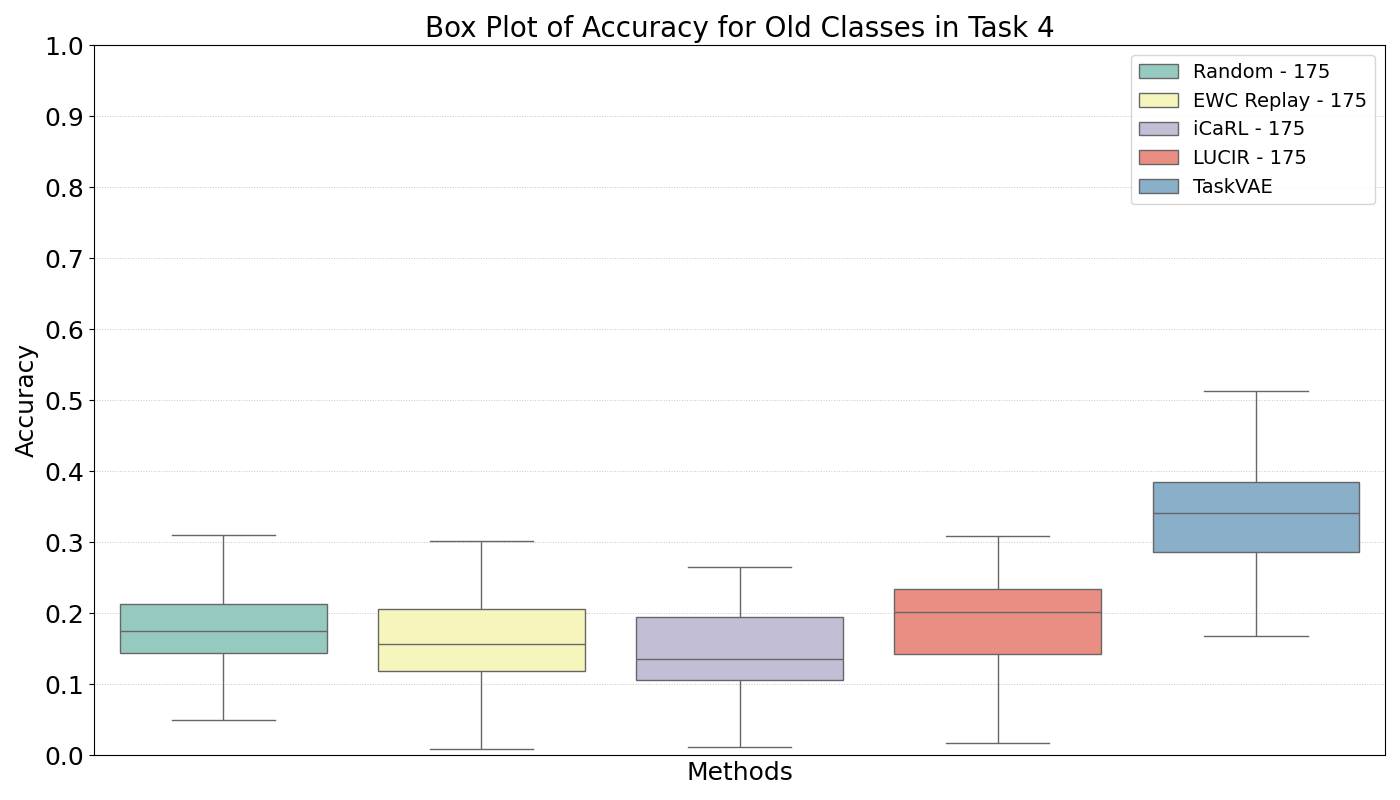 Box Plot of Accuracy for Old Classes in Task 4
1.0
0.9
0.8
0.7
0.6
0.5
0.4
0.3
0.2
0.1
0.0
Accuracy
Methods
Random - 175
EWC Replay - 175
iCaRL - 175
LUCIR - 175
TaskVAE